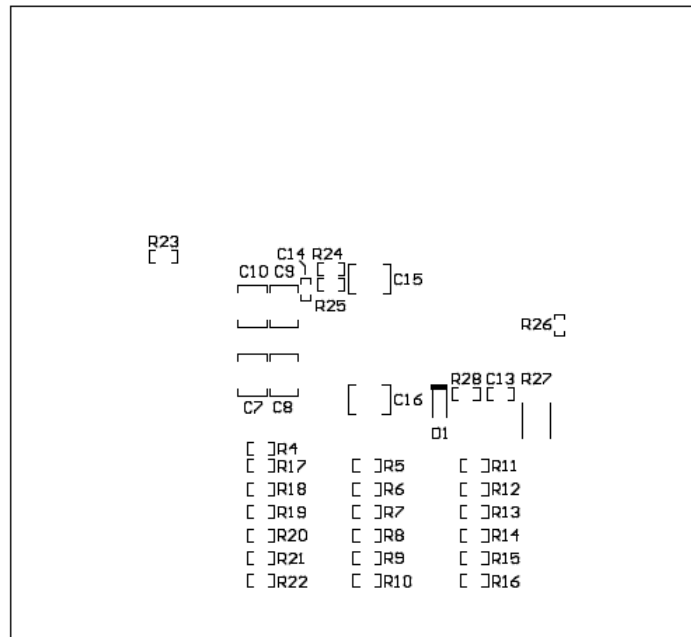 R23
C14 R24
C10 C9
C15
R25
R26
R28 C13 R27
C7 C8
C16
D1
R4
R17 R5 R11
R18 R6 R12
R19 R7 R13
R20 R8 R14
R21 R9 R15
R22 R10 R16